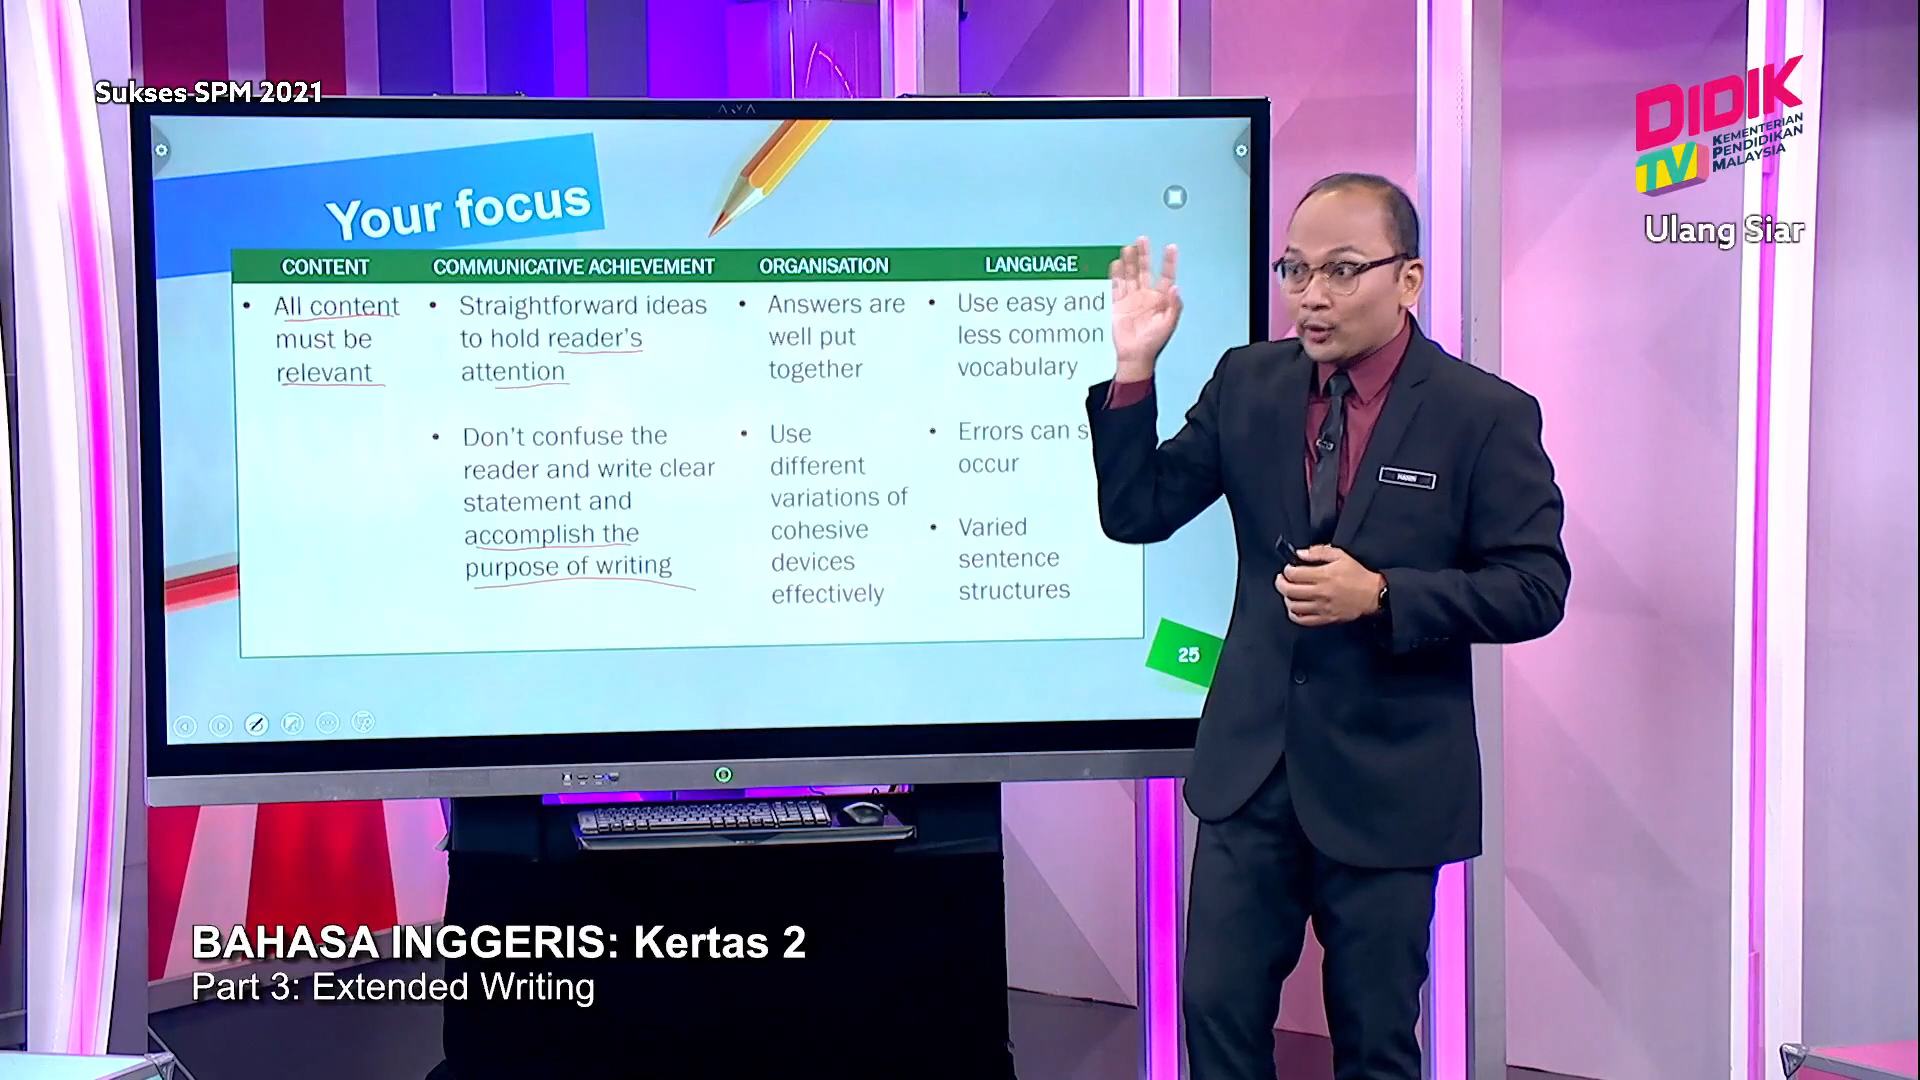 Sukses SPM 2021
DIDIK
TV
KEMENTERIAN
PENDIDIKAN
MALAYSIA
Ulang Siar
Your focus
CONTENT
COMMUNICATIVE ACHIEVEMENT
ORGANISATION
LANGUAGE
• All content
must be
relevant
• Straightforward ideas
to hold reader's
attention
• Don't confuse the
reader and write clear
statement and
accomplish the
purpose of writing
• Answers are
well put
together
• Use
different
variations of
cohesive
devices
effectively
• Use easy and
less common
vocabulary
• Errors can
occur
• Varied
sentence
structures
25
BAHASA INGGERIS: Kertas 2
Part 3: Extended Writing